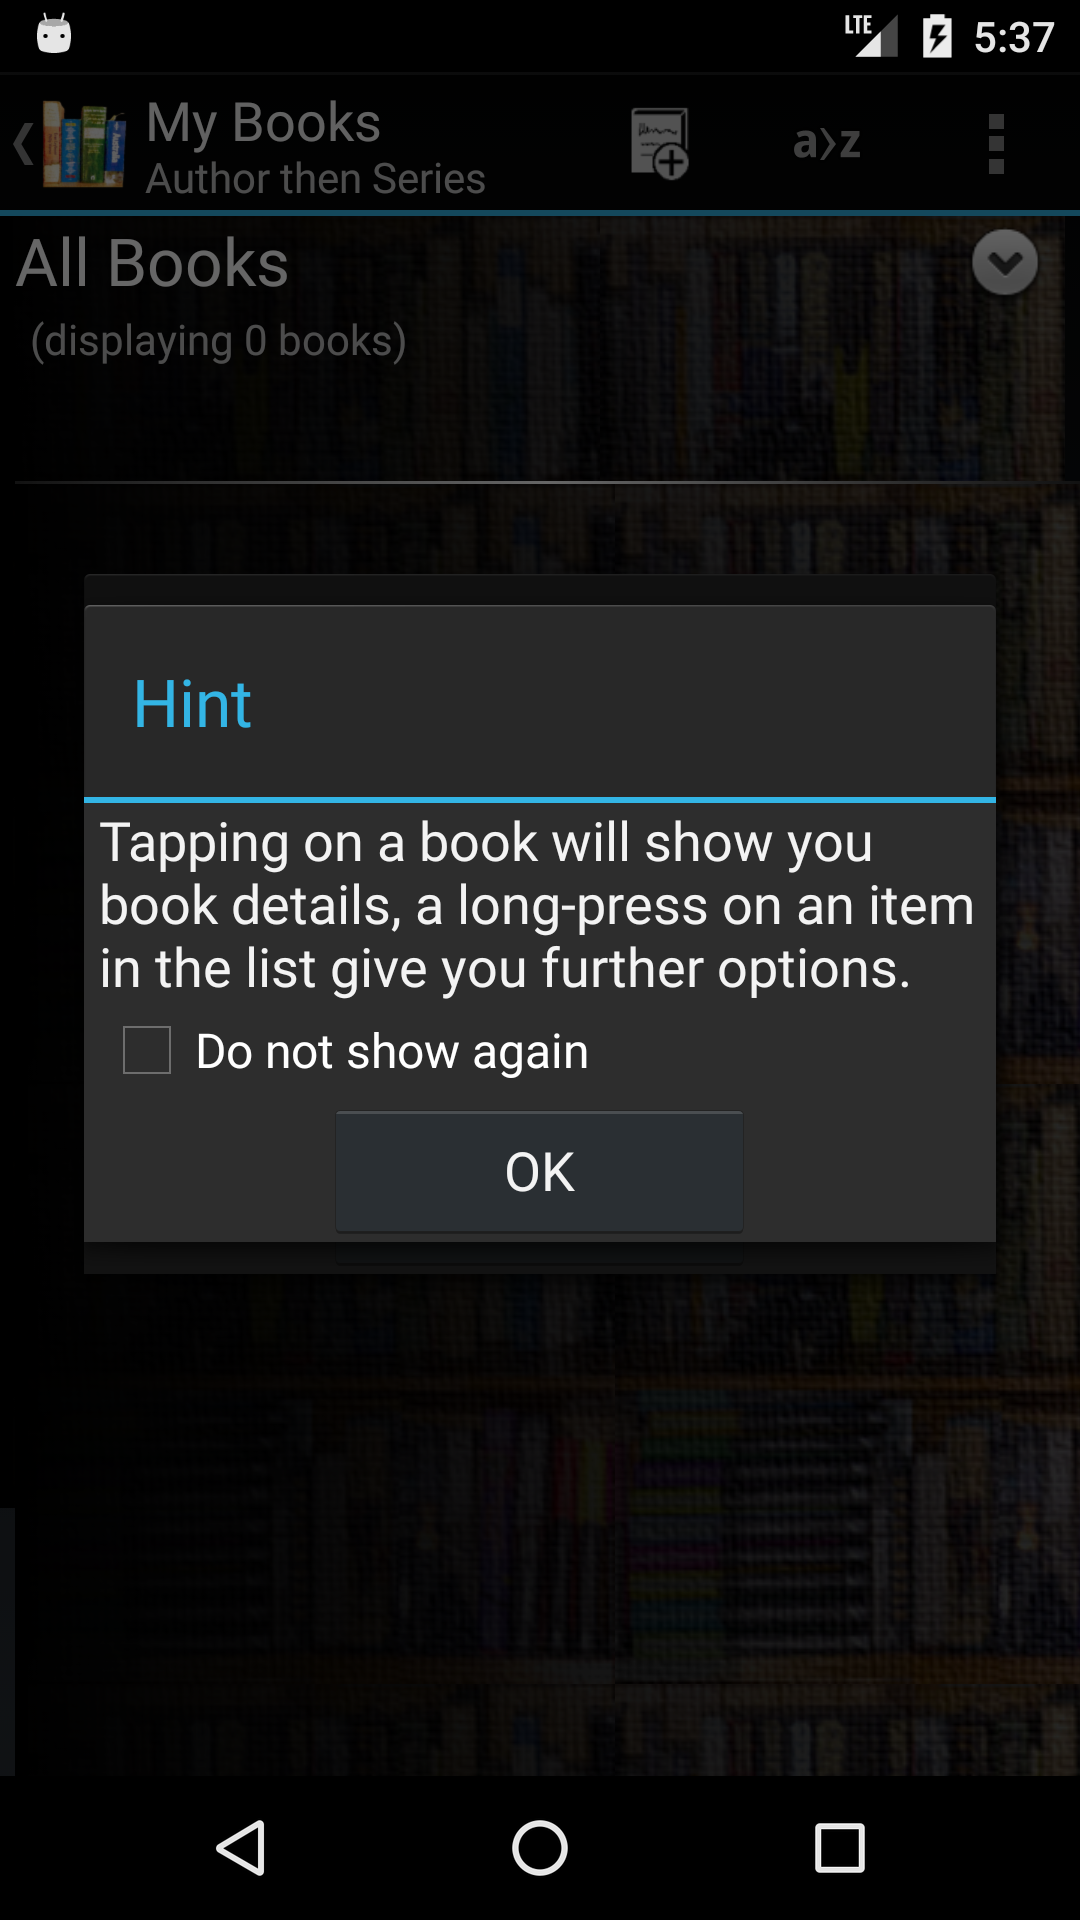 LTE 5:37
My Books
Author then Series
a›z
All Books
(displaying 0 books)
Hint
Tapping on a book will show you
book details, a long-press on an item
in the list give you further options.
Do not show again
OK